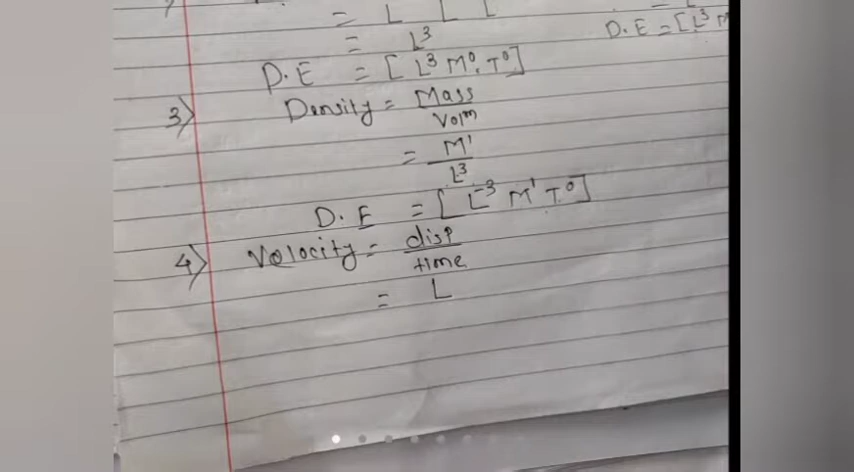 = L L L
= L³
D.E = [L³ M
D.E = [L³ M⁰, T⁰]
3) Density = Mass
Volm
= M¹
L³
D.E = [L⁻³ M¹ T⁰]
4) Velocity = disp
time
= L